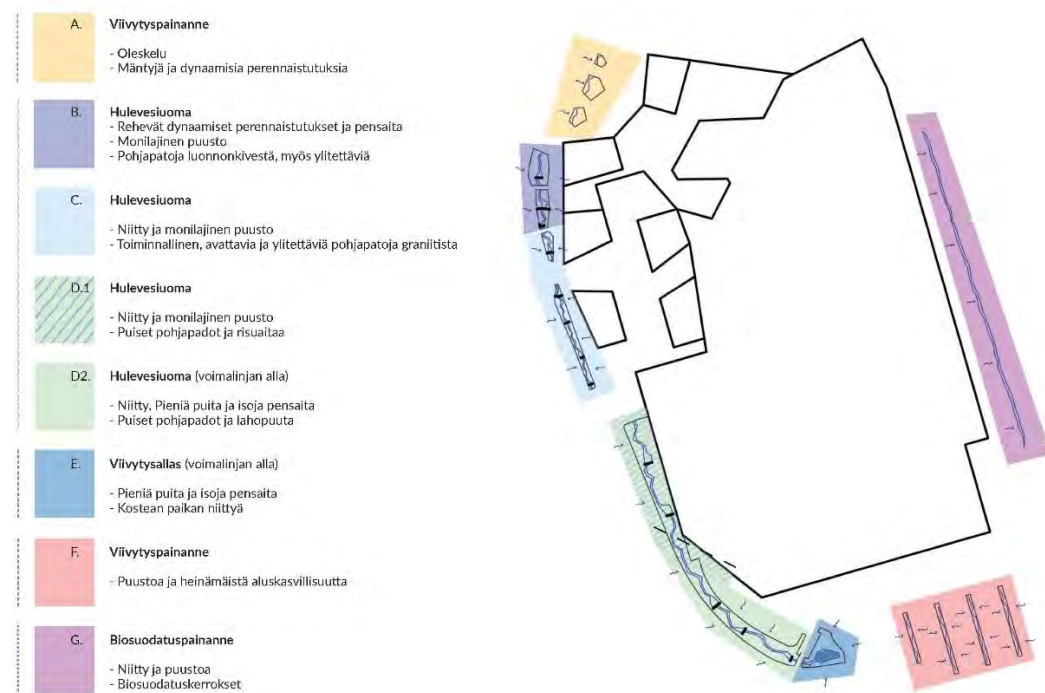 A. Viivytyspainanne
- Oleskelu
- Mäntyjä ja dynaamisia perennaistutuksia
B. Hulevesiuoma
- Rehevät dynaamiset perennaistutukset ja pensaita
- Monilajinen puusto
- Pohjapatoja luonnonkivestä, myös ylitettäviä
C. Hulevesiuoma
- Niitty ja monilajinen puusto
- Toiminnallinen, avattavia ja ylitettäviä pohjapatoja graniitista
D.1 Hulevesiuoma
- Niitty ja monilajinen puusto
- Puiset pohjapadot ja risuaitaa
D2. Hulevesiuoma (voimalinjan alla)
- Niitty, Pieniä puita ja isoja pensaita
- Puiset pohjapadot ja lahopuuta
E. Viivytysallas (voimalinjan alla)
- Pieniä puita ja isoja pensaita
- Kostean paikan niittyä
F. Viivytyspainanne
- Puustoa ja heinämäistä aluskasvillisuutta
G. Biosuodatuspainanne
- Niitty ja puustoa
- Biosuodatuskerrokset